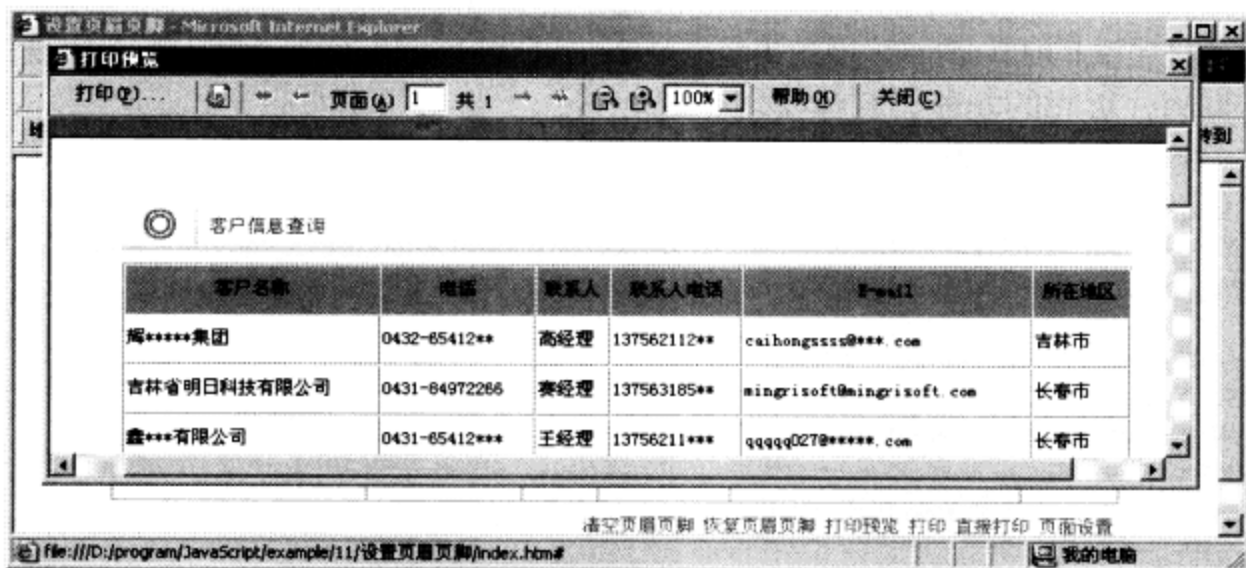 设置页眉页脚 - Microsoft Internet Explorer
打印预览
打印(P)... 页面(A) 1 共 1 100% 帮助(H) 关闭(C)
转到
客户信息查询
客户名称 电话 联系人 联系人电话 E-mail 所在地区
辉*****集团 0432-65412** 高经理 137562112** caihongssss@***.com 吉林市
吉林省明日科技有限公司 0431-84972266 赛经理 137563185** mingrisoft@mingrisoft.com 长春市
鑫***有限公司 0431-65412*** 王经理 13756211*** qqqqq027@*****.com 长春市
清空页眉页脚 恢复页眉页脚 打印预览 打印 直接打印 页面设置
file:///D:/program/JavaScript/example/11/设置页眉页脚/index.htm# 我的电脑